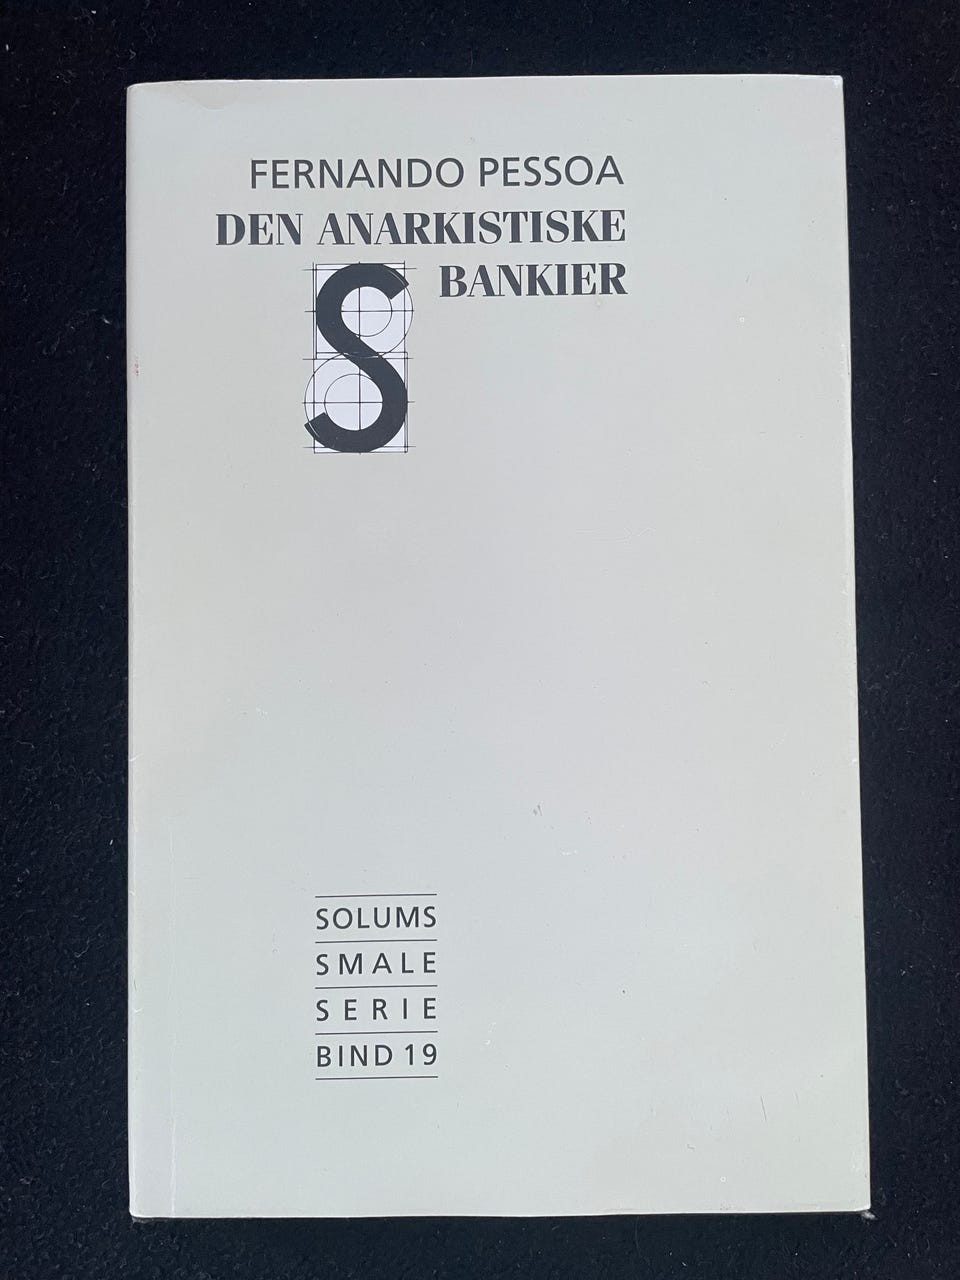 FERNANDO PESSOA
DEN ANARKISTISKE
BANKIER
S
SOLUMS
SMALE
SERIE
BIND 19